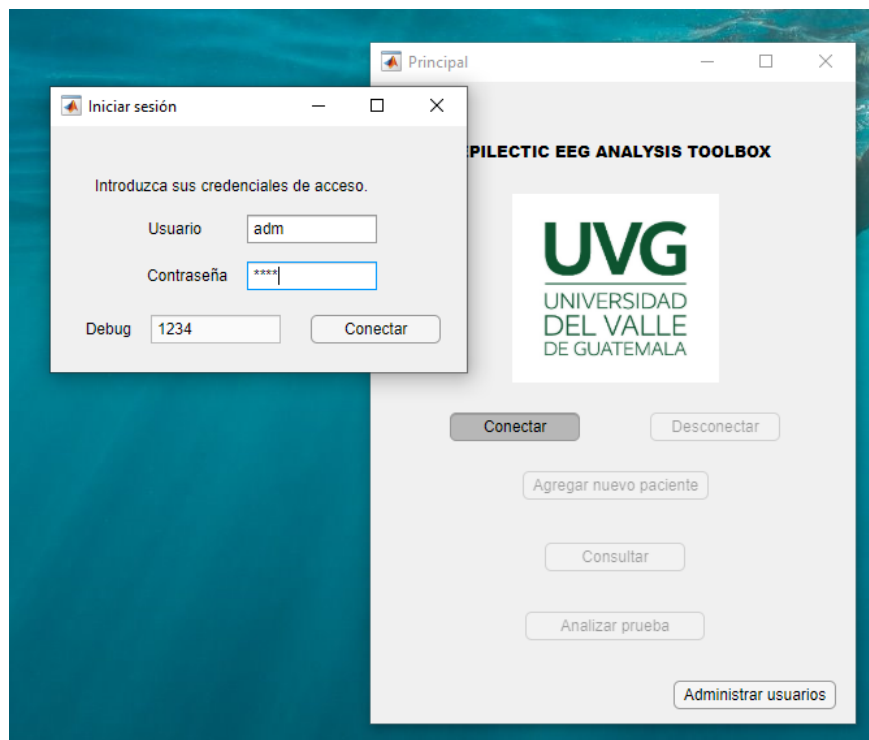 Iniciar sesión
Introduzca sus credenciales de acceso.
Usuario adm
Contraseña ****
Debug 1234 Conectar
Principal
PILECTIC EEG ANALYSIS TOOLBOX
UVG
UNIVERSIDAD
DEL VALLE
DE GUATEMALA
Conectar Desconectar
Agregar nuevo paciente
Consultar
Analizar prueba
Administrar usuarios